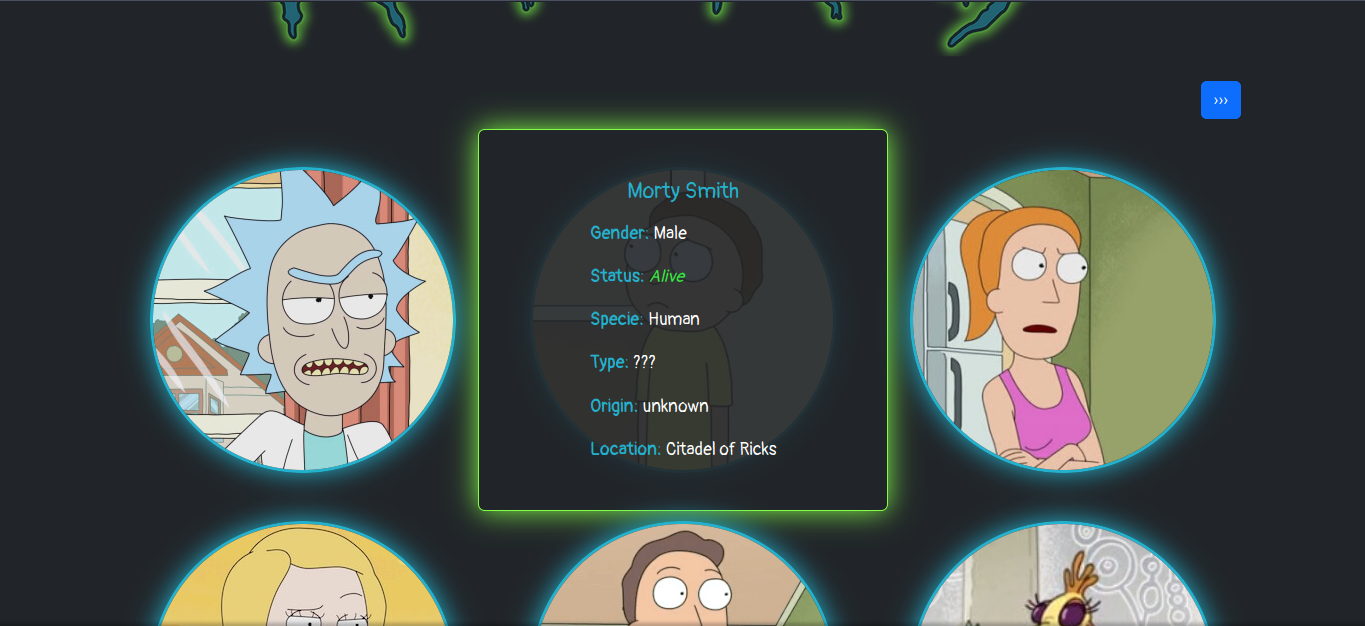 ›››
Morty Smith
Gender: Male
Status: Alive
Specie: Human
Type: ???
Origin: unknown
Location: Citadel of Ricks